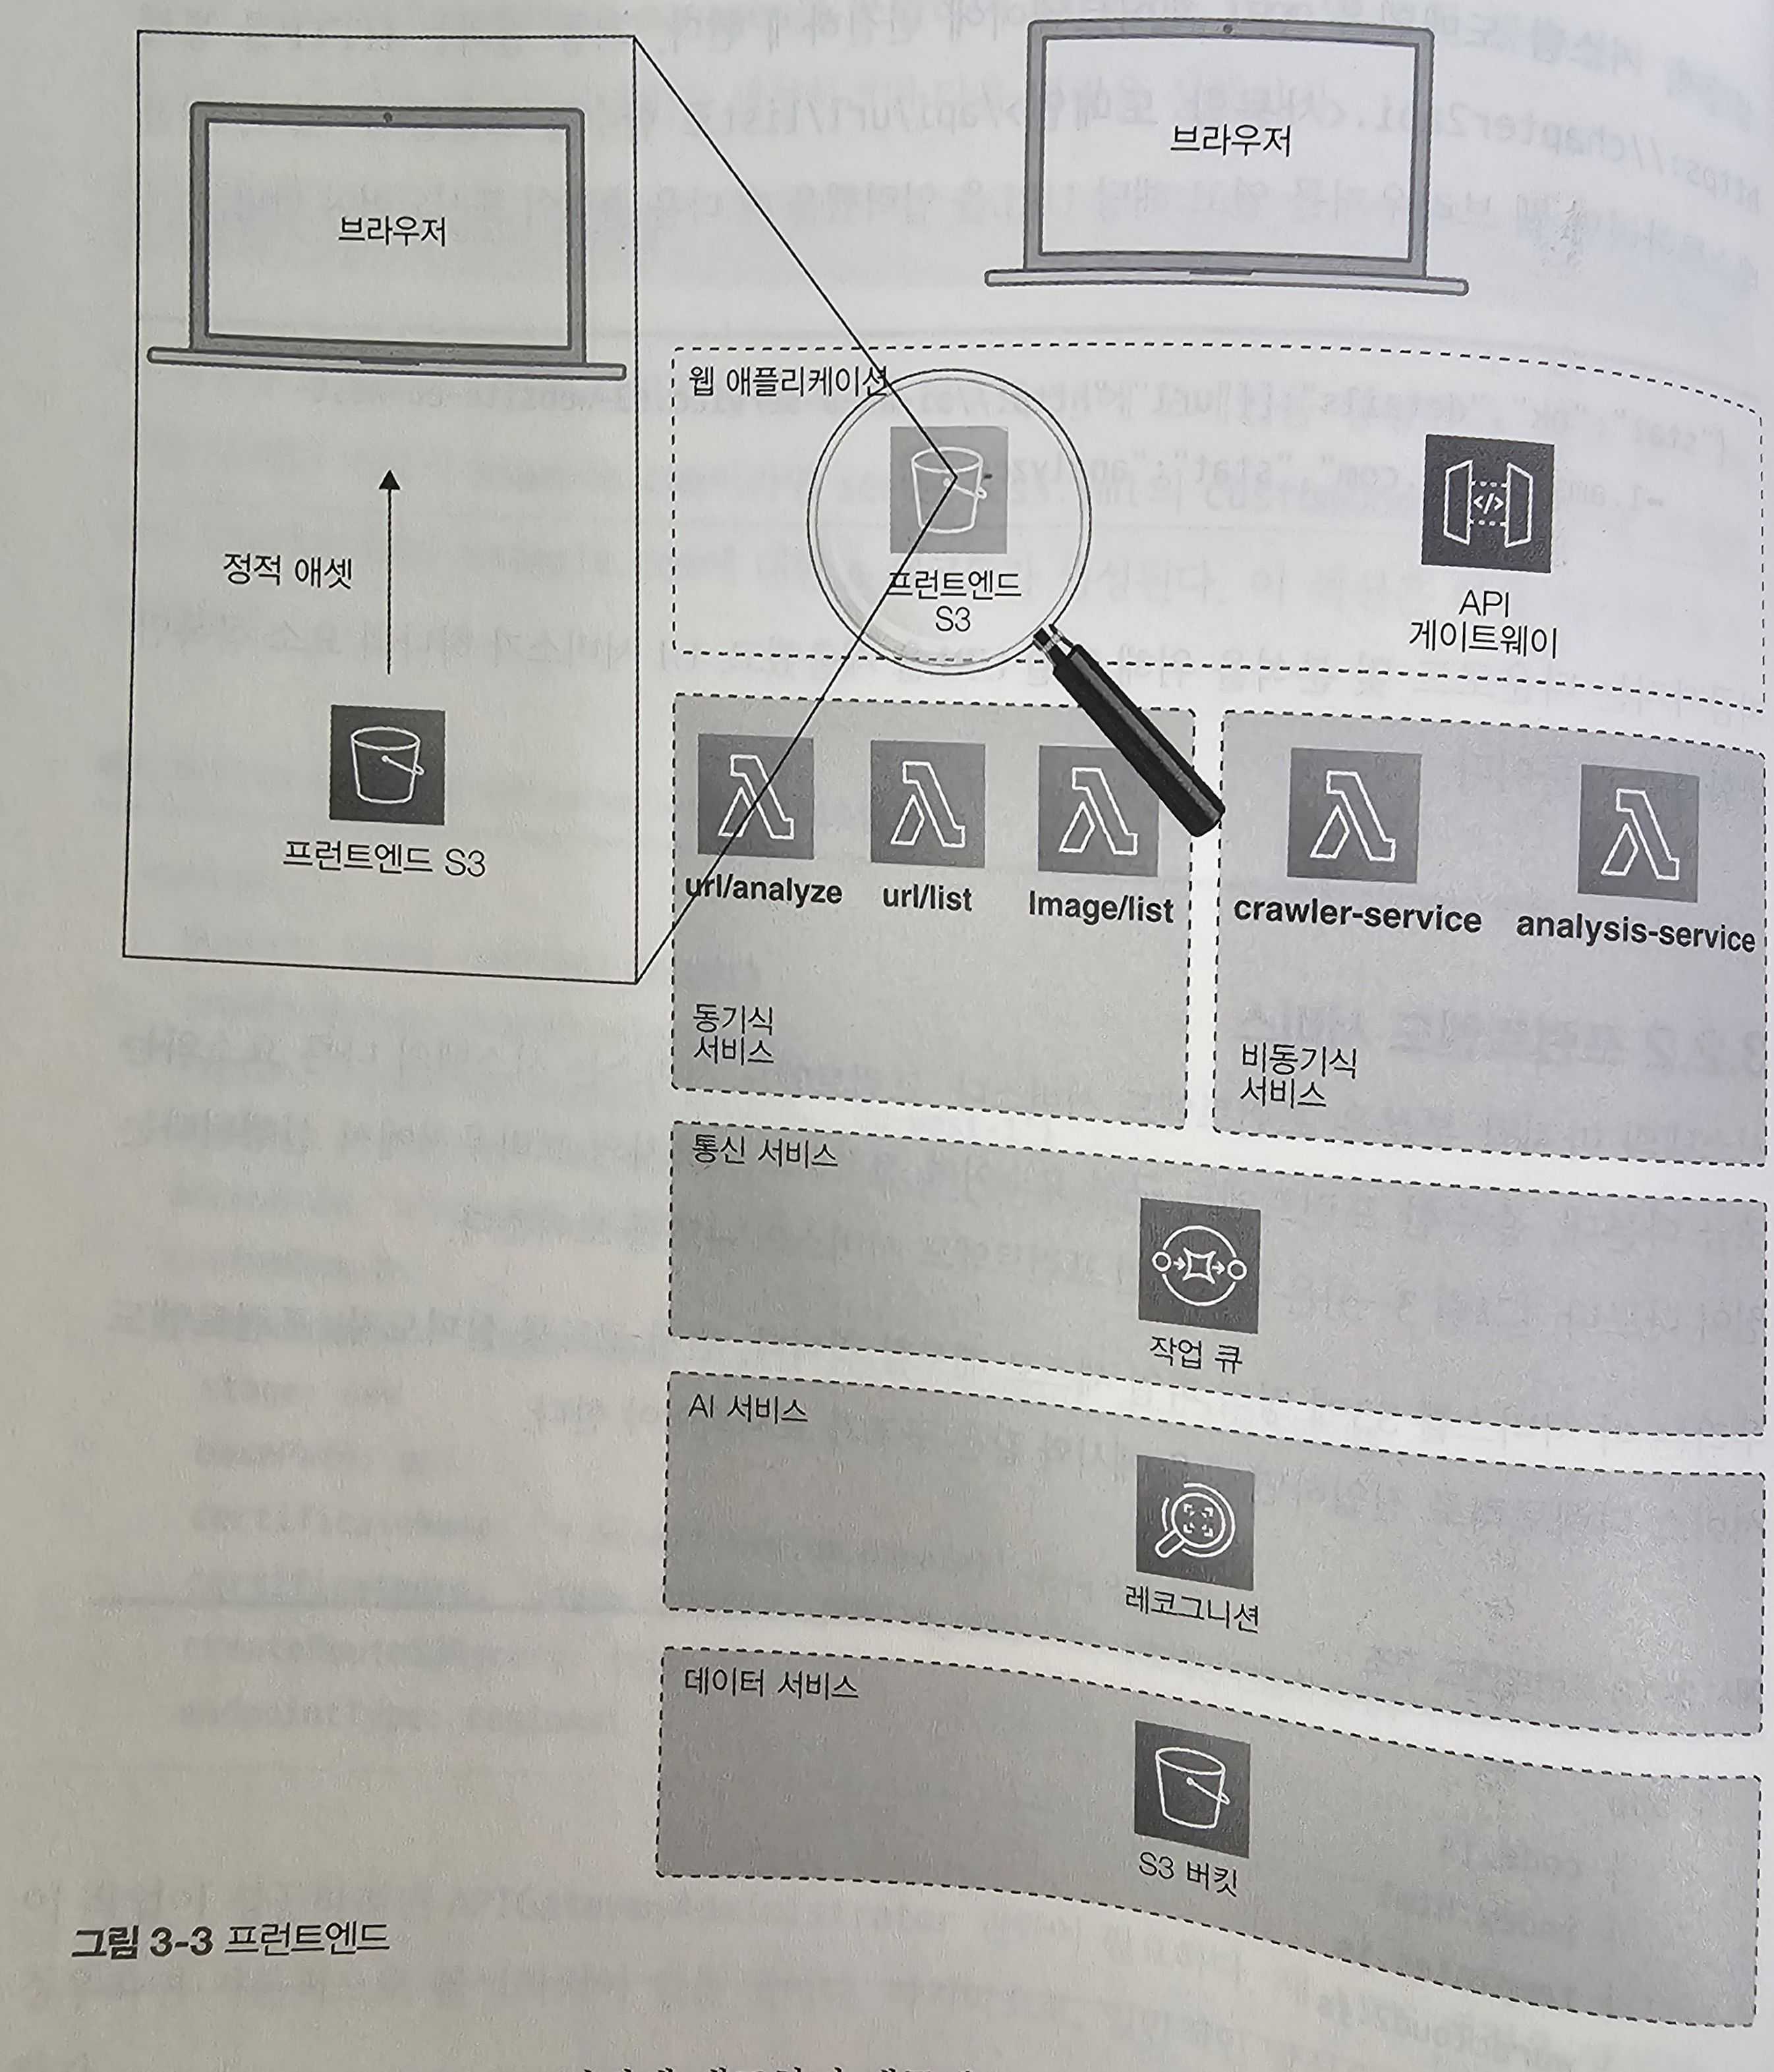 브라우저
정적 애셋
프런트엔드 S3
브라우저
웹 애플리케이션
프런트엔드
S3
API
게이트웨이
url/analyze
url/list
Image/list
동기식
서비스
crawler-service
analysis-service
비동기식
서비스
통신 서비스
작업 큐
AI 서비스
레코그니션
데이터 서비스
S3 버킷
그림 3-3 프런트엔드